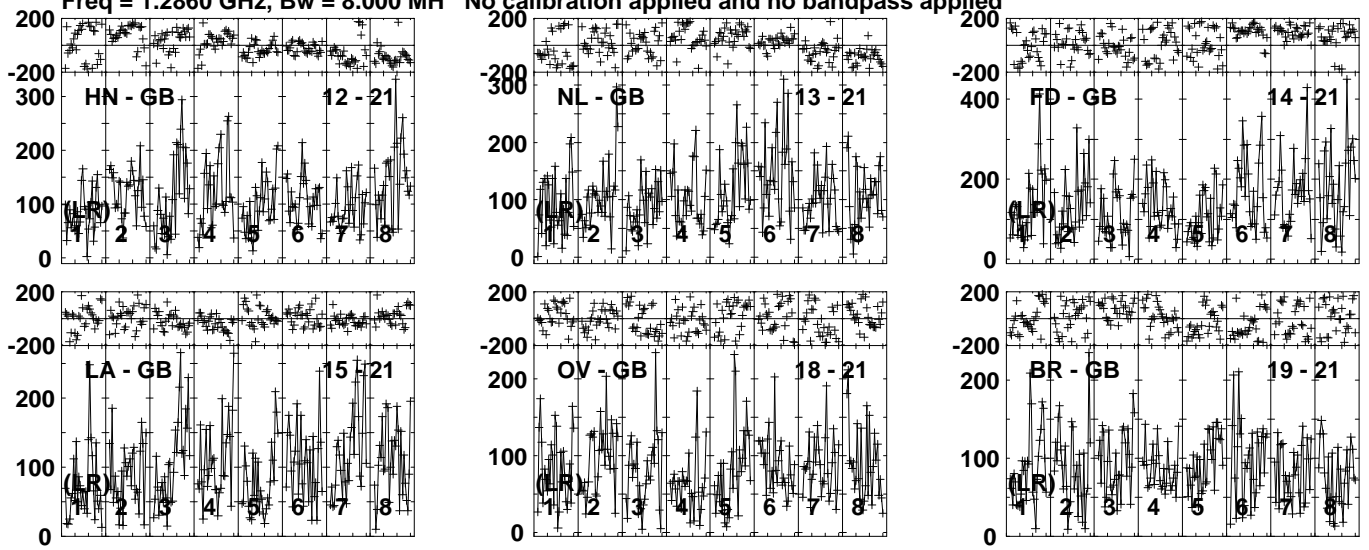 Freq = 1.2860 GHz, Bw = 8.000 MH No calibration applied and no bandpass applied
200
-200
300
200
100
0
HN - GB 12 - 21
(LR)
1 2 3 4 5 6 7 8
200
-200
300
200
100
0
NL - GB 13 - 21
(LR)
1 2 3 4 5 6 7 8
200
-200
400
200
0
FD - GB 14 - 21
(LR)
1 2 3 4 5 6 7 8
200
-200
200
100
0
LA - GB 15 - 21
(LR)
1 2 3 4 5 6 7 8
200
-200
200
100
0
OV - GB 18 - 21
(LR)
1 2 3 4 5 6 7 8
200
-200
200
100
0
BR - GB 19 - 21
(LR)
1 2 3 4 5 6 7 8